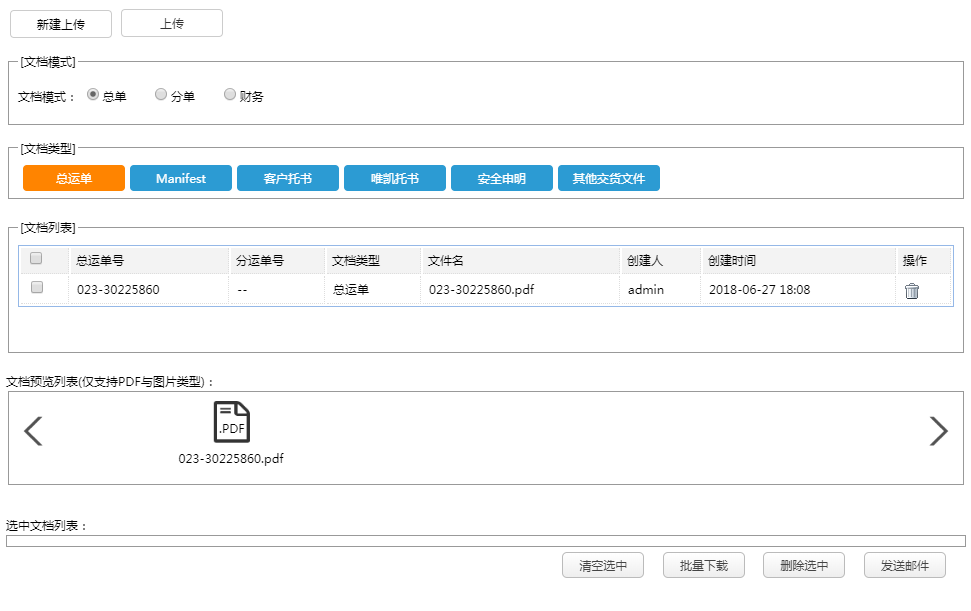 新建上传 上传
[文档模式]
文档模式： 总单 分单 财务
[文档类型]
总运单 Manifest 客户托书 唯凯托书 安全申明 其他交货文件
[文档列表]
总运单号 分运单号 文档类型 文件名 创建人 创建时间 操作
023-30225860 -- 总运单 023-30225860.pdf admin 2018-06-27 18:08
文档预览列表(仅支持PDF与图片类型)：
.PDF
023-30225860.pdf
选中文档列表：
清空选中 批量下载 删除选中 发送邮件